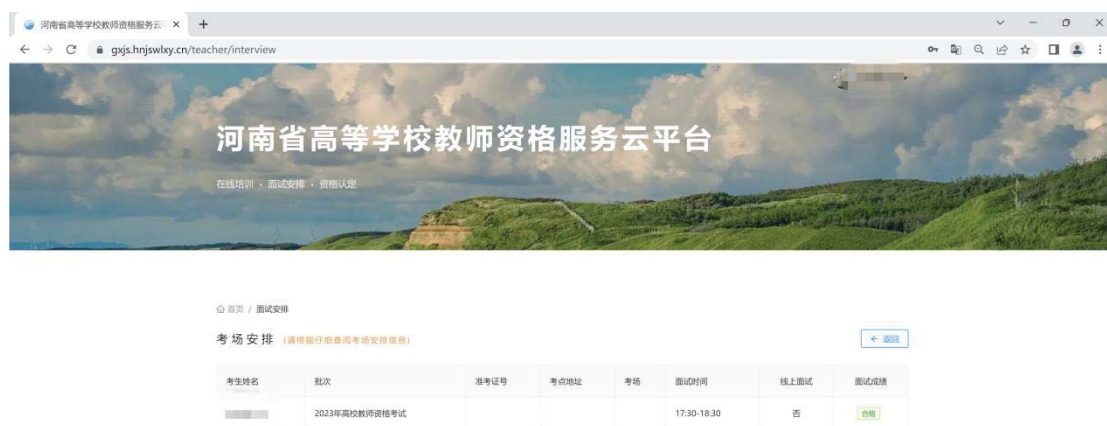 河南省高等学校教师资格服务云
gxjs.hnjswlxy.cn/teacher/interview
河南省高等学校教师资格服务云平台
在线培训 · 面试安排 · 资格认定
首页 / 面试安排
考场安排 (请根据仔细查阅考场安排信息)
← 返回
考生姓名 批次 准考证号 考点地址 考场 面试时间 线上面试 面试成绩
2023年高校教师资格考试 17:30-18:30 否 合格